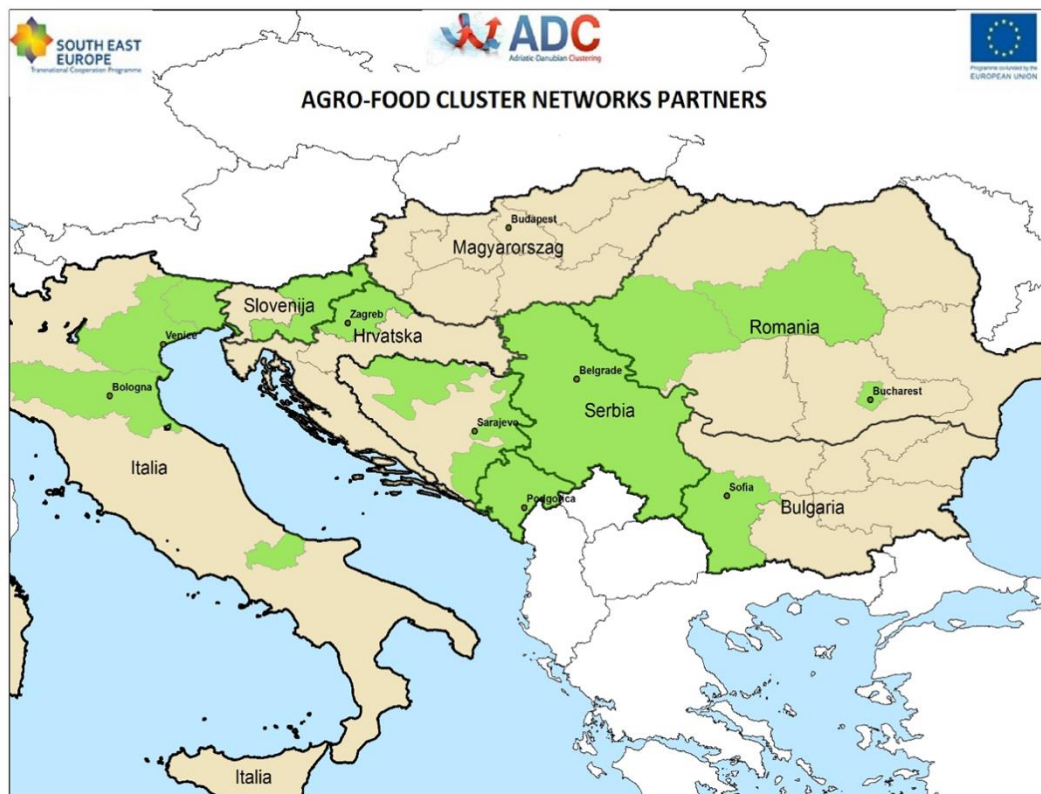 SOUTH EAST
EUROPE
Transnational Cooperation Programme
ADC
Adriatic Danubian Clustering
Programme co-funded by the
EUROPEAN UNION
AGRO-FOOD CLUSTER NETWORKS PARTNERS
Budapest
Magyarország
Slovenija
Zagreb
Hrvatska
Venice
Romania
Belgrade
Bologna
Bucharest
Serbia
Sarajevo
Italia
Sofia
Podgorica
Bulgaria
Italia